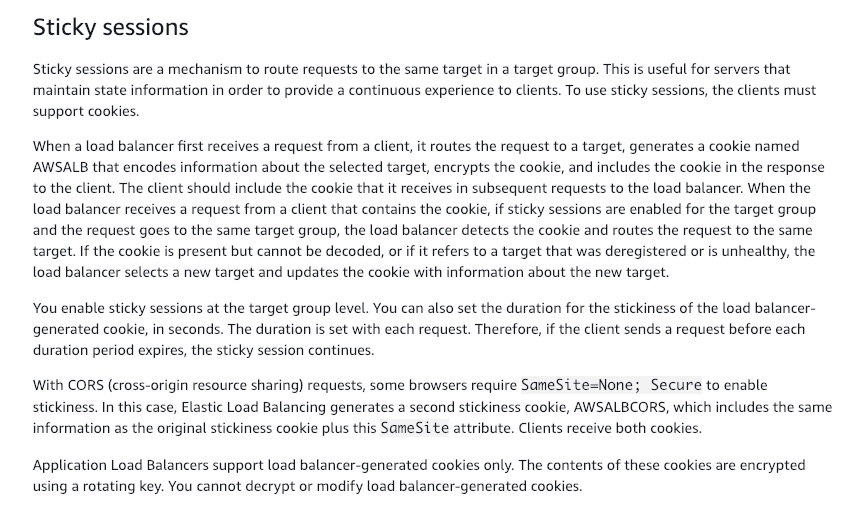 Sticky sessions
Sticky sessions are a mechanism to route requests to the same target in a target group. This is useful for servers that
maintain state information in order to provide a continuous experience to clients. To use sticky sessions, the clients must
support cookies.
When a load balancer first receives a request from a client, it routes the request to a target, generates a cookie named
AWSALB that encodes information about the selected target, encrypts the cookie, and includes the cookie in the response
to the client. The client should include the cookie that it receives in subsequent requests to the load balancer. When the
load balancer receives a request from a client that contains the cookie, if sticky sessions are enabled for the target group
and the request goes to the same target group, the load balancer detects the cookie and routes the request to the same
target. If the cookie is present but cannot be decoded, or if it refers to a target that was deregistered or is unhealthy, the
load balancer selects a new target and updates the cookie with information about the new target.
You enable sticky sessions at the target group level. You can also set the duration for the stickiness of the load balancer-
generated cookie, in seconds. The duration is set with each request. Therefore, if the client sends a request before each
duration period expires, the sticky session continues.
With CORS (cross-origin resource sharing) requests, some browsers require SameSite=None; Secure to enable
stickiness. In this case, Elastic Load Balancing generates a second stickiness cookie, AWSALBCORS, which includes the same
information as the original stickiness cookie plus this SameSite attribute. Clients receive both cookies.
Application Load Balancers support load balancer-generated cookies only. The contents of these cookies are encrypted
using a rotating key. You cannot decrypt or modify load balancer-generated cookies.